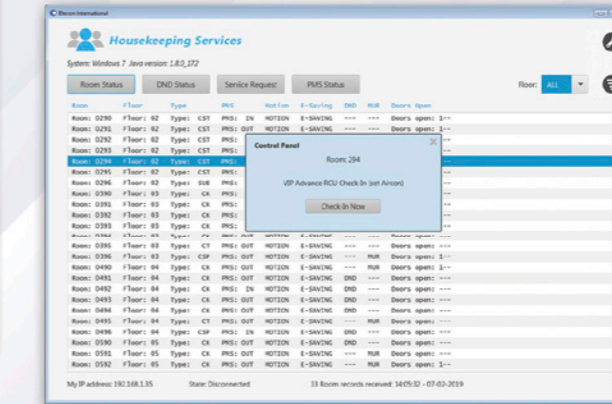 Elecon International
Housekeeping Services
System: Windows 7 Java version: 1.8.0_172
Room Status DND Status Service Request PMS Status Floor: ALL
Room Floor Type PMS Motion E-Saving DND MUR Doors Open
Room: 0290 Floor: 02 Type: CST PMS: IN MOTION E-SAVING --- --- Doors open: 1--
Room: 0291 Floor: 02 Type: CST PMS: OUT MOTION E-SAVING --- --- Doors open: 1--
Room: 0292 Floor: 02 Type: CST PMS:
Room: 0293 Floor: 02 Type: CST PMS:
Room: 0294 Floor: 02 Type: CST PMS:
Room: 0295 Floor: 02 Type: CST PMS:
Room: 0296 Floor: 02 Type: SUE PMS:
Room: 0390 Floor: 03 Type: CK PMS:
Room: 0391 Floor: 03 Type: CK PMS:
Room: 0392 Floor: 03 Type: CK PMS:
Room: 0393 Floor: 03 Type: CK PMS:
Control Panel
Room: 294
VIP Advance RCU Check-In (set Aircon)
Check-In Now
Room: 0395 Floor: 03 Type: CT PMS: OUT MOTION E-SAVING --- --- Doors open: ---
Room: 0396 Floor: 03 Type: CSP PMS: IN MOTION E-SAVING --- MUR Doors open: 1--
Room: 0490 Floor: 04 Type: CK PMS: OUT MOTION E-SAVING --- MUR Doors open: 1--
Room: 0491 Floor: 04 Type: CK PMS: OUT MOTION E-SAVING DND --- Doors open: ---
Room: 0492 Floor: 04 Type: CK PMS: IN MOTION E-SAVING DND --- Doors open: ---
Room: 0493 Floor: 04 Type: CK PMS: OUT MOTION E-SAVING DND --- Doors open: ---
Room: 0494 Floor: 04 Type: CK PMS: OUT MOTION E-SAVING DND --- Doors open: ---
Room: 0495 Floor: 04 Type: CT PMS: OUT MOTION E-SAVING --- MUR Doors open: ---
Room: 0496 Floor: 04 Type: CSP PMS: IN MOTION E-SAVING DND --- Doors open: ---
Room: 0590 Floor: 05 Type: CK PMS: OUT MOTION E-SAVING DND --- Doors open: ---
Room: 0591 Floor: 05 Type: CK PMS: OUT MOTION E-SAVING --- MUR Doors open: ---
Room: 0592 Floor: 05 Type: CK PMS: OUT MOTION E-SAVING --- MUR Doors open: 1--
My IP address: 192.168.1.35 State: Disconnected 33 Room records received: 14:05:32 - 07-02-2019